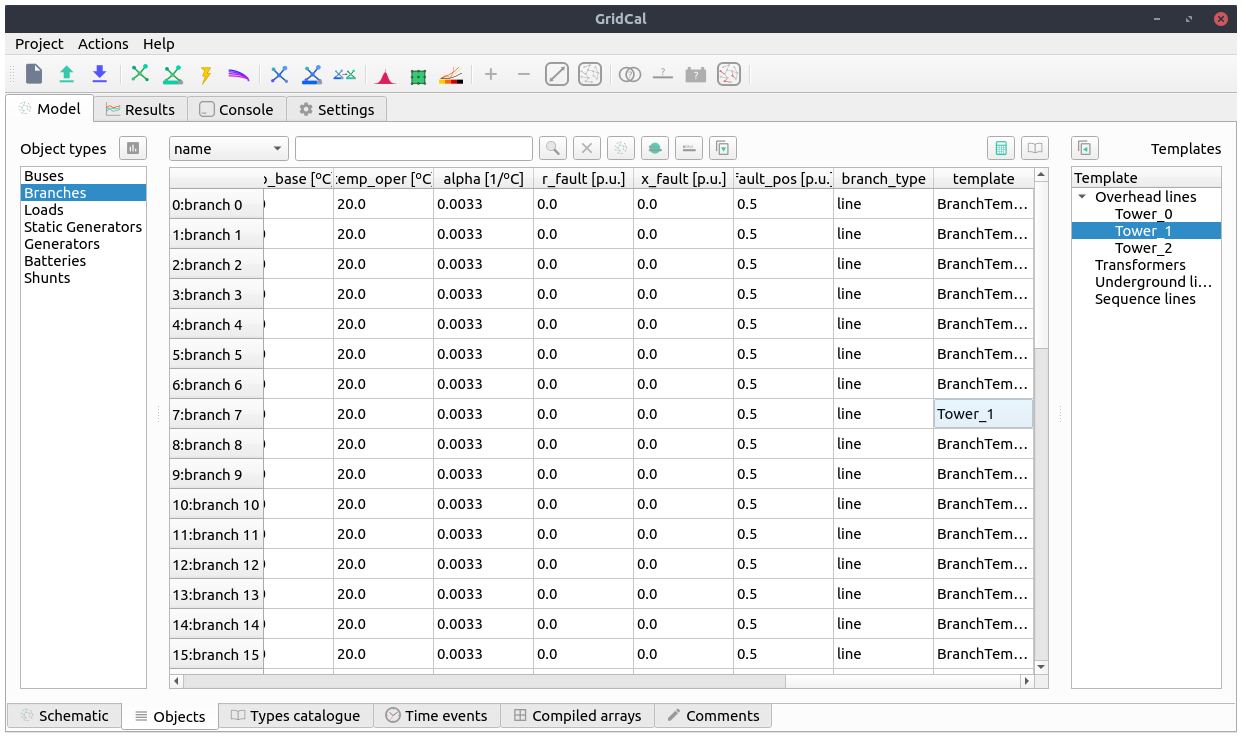 GridCal
Project Actions Help
Model Results Console Settings
Object types name Templates
Buses
Branches
Loads
Static Generators
Generators
Batteries
Shunts
_base [ºC] temp_oper [ºC alpha [1/ºC] r_fault [p.u.] x_fault [p.u.] fault_pos [p.u.] branch_type template
0:branch 0 20.0 0.0033 0.0 0.0 0.5 line BranchTem...
1:branch 1 20.0 0.0033 0.0 0.0 0.5 line BranchTem...
2:branch 2 20.0 0.0033 0.0 0.0 0.5 line BranchTem...
3:branch 3 20.0 0.0033 0.0 0.0 0.5 line BranchTem...
4:branch 4 20.0 0.0033 0.0 0.0 0.5 line BranchTem...
5:branch 5 20.0 0.0033 0.0 0.0 0.5 line BranchTem...
6:branch 6 20.0 0.0033 0.0 0.0 0.5 line BranchTem...
7:branch 7 20.0 0.0033 0.0 0.0 0.5 line Tower_1
8:branch 8 20.0 0.0033 0.0 0.0 0.5 line BranchTem...
9:branch 9 20.0 0.0033 0.0 0.0 0.5 line BranchTem...
10:branch 10 20.0 0.0033 0.0 0.0 0.5 line BranchTem...
11:branch 11 20.0 0.0033 0.0 0.0 0.5 line BranchTem...
12:branch 12 20.0 0.0033 0.0 0.0 0.5 line BranchTem...
13:branch 13 20.0 0.0033 0.0 0.0 0.5 line BranchTem...
14:branch 14 20.0 0.0033 0.0 0.0 0.5 line BranchTem...
15:branch 15 20.0 0.0033 0.0 0.0 0.5 line BranchTem...
Template
Overhead lines
Tower_0
Tower_1
Tower_2
Transformers
Underground li...
Sequence lines
Schematic Objects Types catalogue Time events Compiled arrays Comments